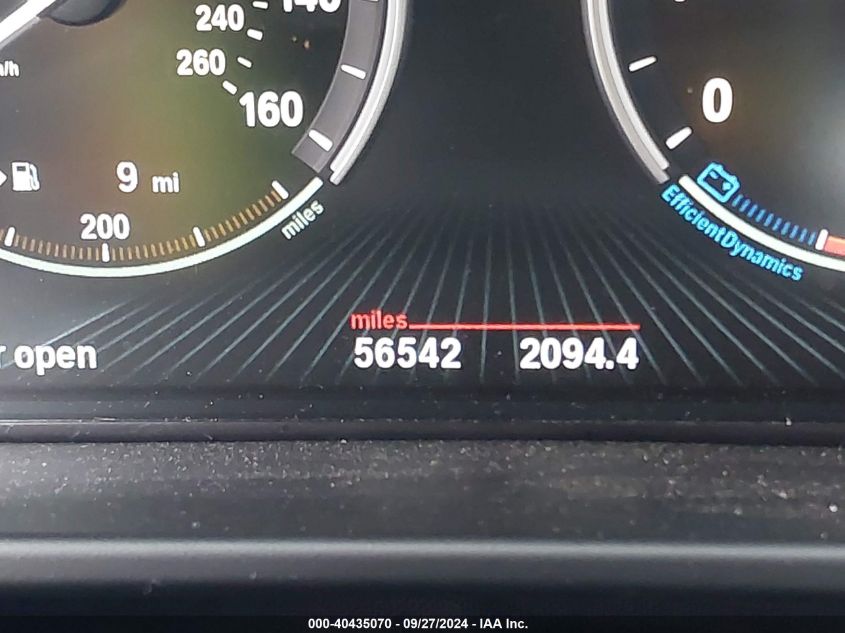 240
260
160
9 mi
200
miles
0
EfficientDynamics
miles
56542 2094.4
open
000-40435070 - 09/27/2024 - IAA Inc.